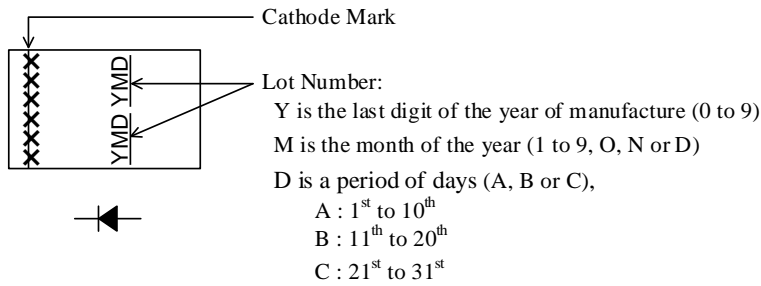 Cathode Mark
YMD YMD
Lot Number:
Y is the last digit of the year of manufacture (0 to 9)
M is the month of the year (1 to 9, O, N or D)
D is a period of days (A, B or C),
A : 1st to 10th
B : 11th to 20th
C : 21st to 31st